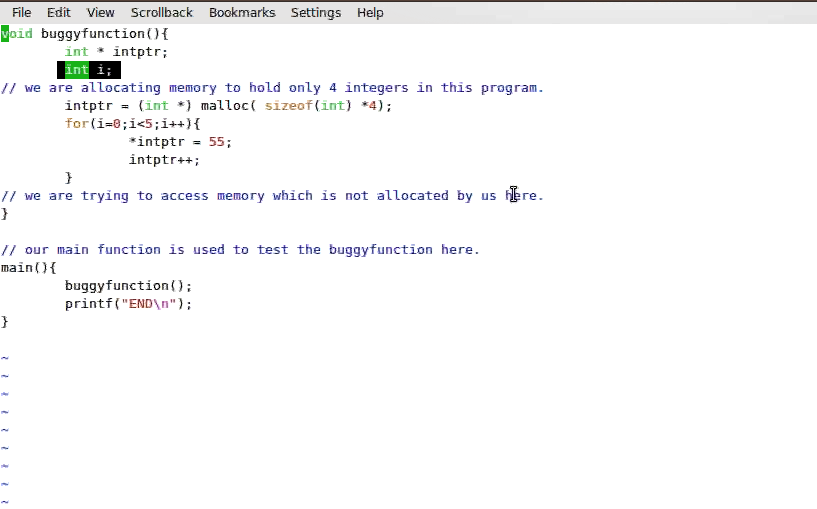 File Edit View Scrollback Bookmarks Settings Help
void buggyfunction(){
int * intptr;
int i;
// we are allocating memory to hold only 4 integers in this program.
intptr = (int *) malloc( sizeof(int) *4);
for(i=0;i<5;i++){
*intptr = 55;
intptr++;
}
// we are trying to access memory which is not allocated by us here.
}
// our main function is used to test the buggyfunction here.
main(){
buggyfunction();
printf("END\n");
}
~
~
~
~
~
~
~
~
~